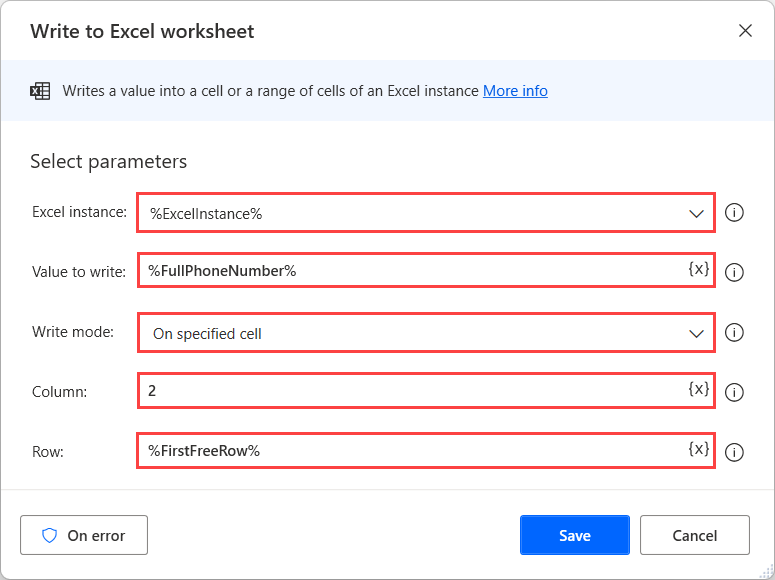 Write to Excel worksheet
Writes a value into a cell or a range of cells of an Excel instance More info
Select parameters
Excel instance: %ExcelInstance%
Value to write: %FullPhoneNumber% {x}
Write mode: On specified cell
Column: 2 {x}
Row: %FirstFreeRow% {x}
On error Save Cancel